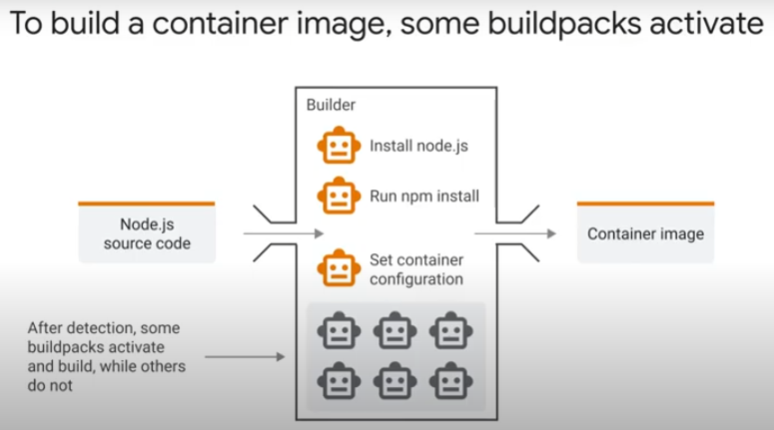 To build a container image, some buildpacks activate
Builder
Install node.js
Run npm install
Node.js
source code
Container image
Set container
configuration
After detection, some
buildpacks activate
and build, while others
do not